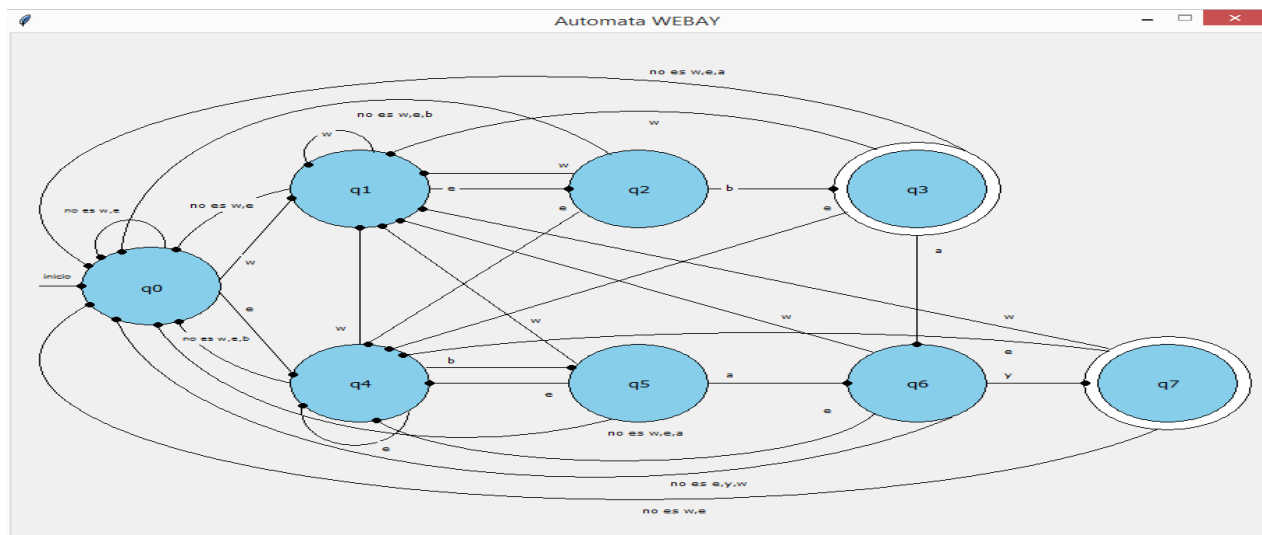 Automata WEBAY
no es w,e,a
no es w,e,b
w
w
w
q1
e
q2
b
q3
no es w,e
no es w,e
e
e
a
w
inicio
q0
e
w
w
w
w
no es w,e,b
b
e
q4
q5
a
q6
y
q7
e
e
e
no es w,e,a
no es e,y,w
no es w,e